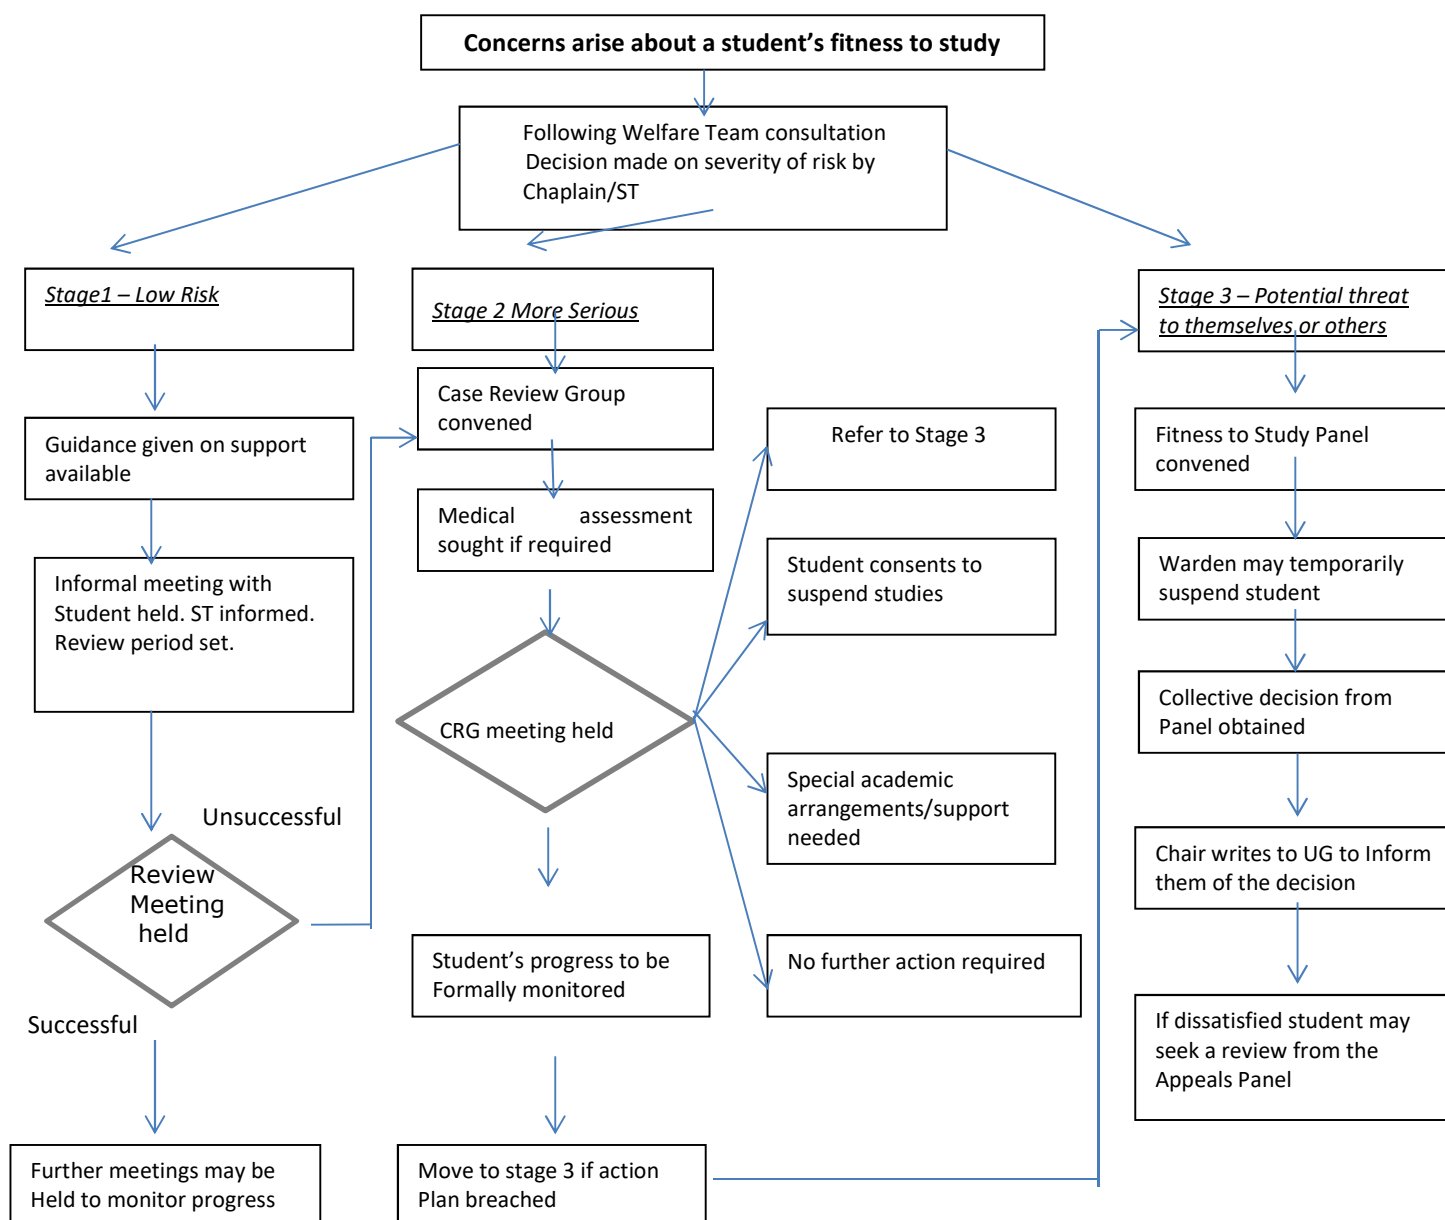 Concerns arise about a student’s fitness to study
Following Welfare Team consultation
Decision made on severity of risk by
Chaplain/ST
Stage1 – Low Risk
Guidance given on support
available
Informal meeting with
Student held. ST informed.
Review period set.
Unsuccessful
Review
Meeting
held
Successful
Further meetings may be
Held to monitor progress
Stage 2 More Serious
Case Review Group
convened
Medical assessment
sought if required
CRG meeting held
Student’s progress to be
Formally monitored
Move to stage 3 if action
Plan breached
Refer to Stage 3
Student consents to
suspend studies
Special academic
arrangements/support
needed
No further action required
Stage 3 – Potential threat
to themselves or others
Fitness to Study Panel
convened
Warden may temporarily
suspend student
Collective decision from
Panel obtained
Chair writes to UG to Inform
them of the decision
If dissatisfied student may
seek a review from the
Appeals Panel